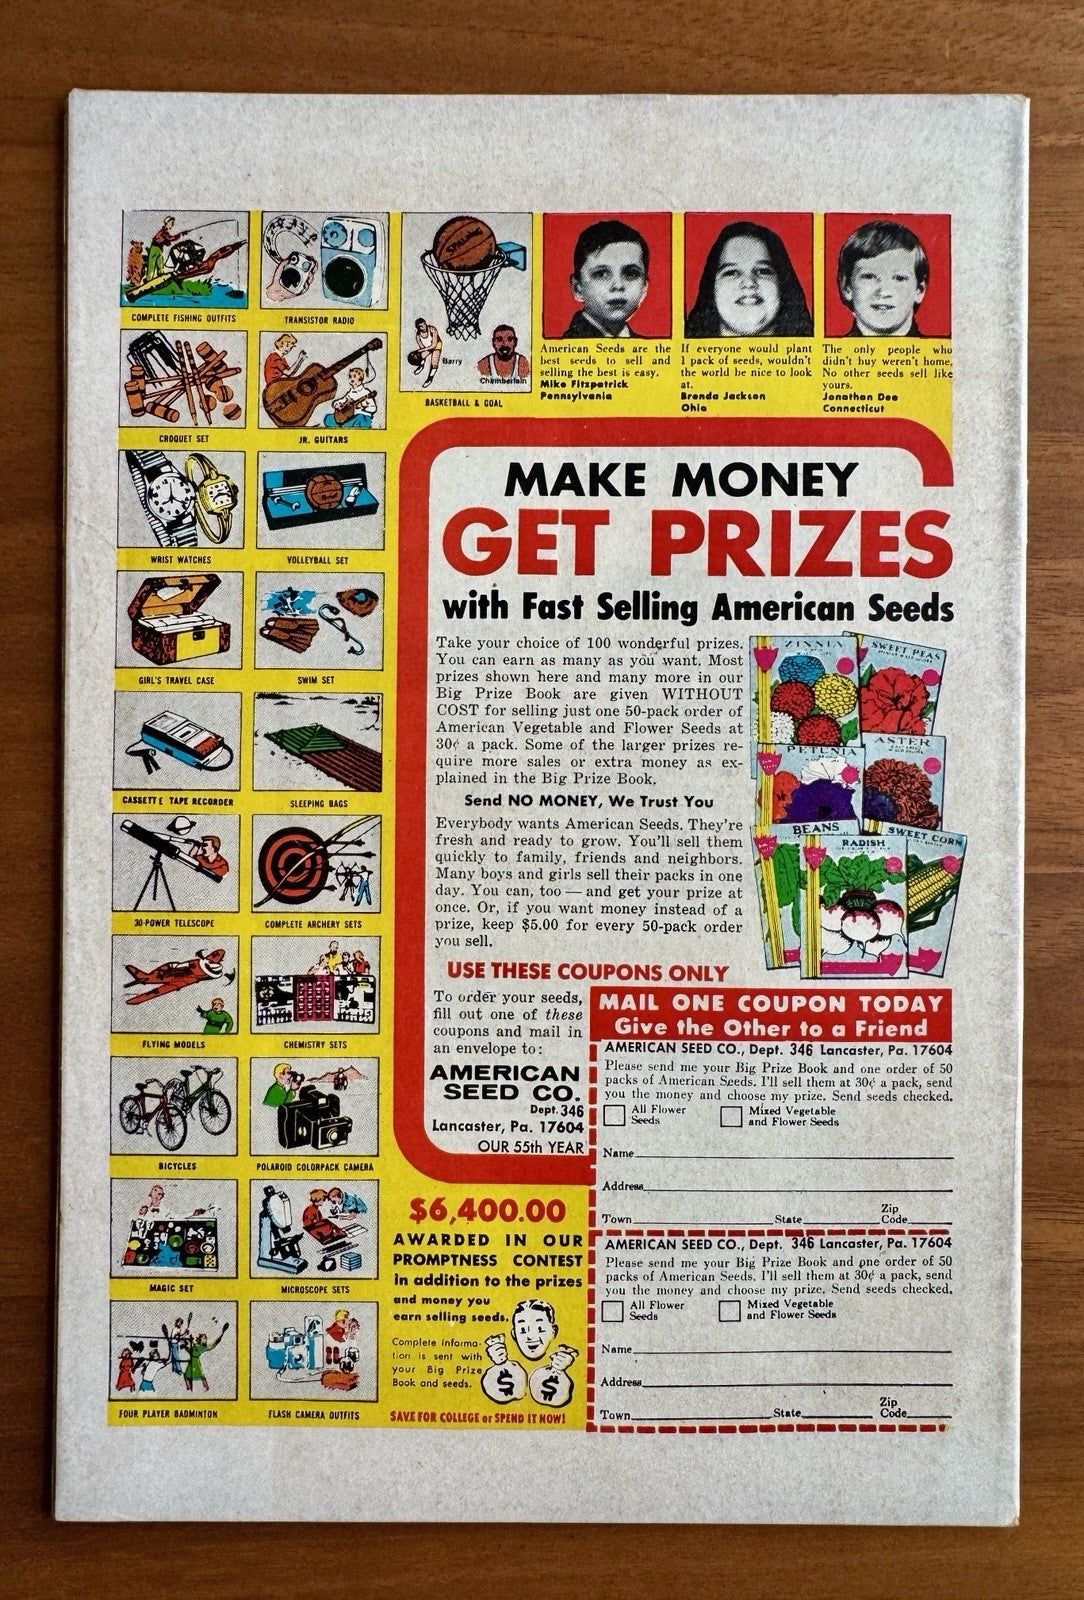 COMPLETE FISHING OUTFITS
TRANSISTOR RADIO
CROQUET SET
JR. GUITARS
WRIST WATCHES
VOLLEYBALL SET
GIRL'S TRAVEL CASE
SWIM SET
CASSETTE TAPE RECORDER
SLEEPING BAGS
30-POWER TELESCOPE
COMPLETE ARCHERY SETS
FLYING MODELS
CHEMISTRY SETS
BICYCLES
POLAROID COLORPACK CAMERA
MAGIC SET
MICROSCOPE SETS
FOUR PLAYER BADMINTON
FLASH CAMERA OUTFITS
SPALDING
Barry
Chamberlain
BASKETBALL & GOAL
American Seeds are the
best seeds to sell and
selling the best is easy.
Mike Fitzpatrick
Pennsylvania
If everyone would plant
1 pack of seeds, wouldn't
the world be nice to look
at.
Brenda Jackson
Ohio
The only people who
didn't buy weren't home.
No other seeds sell like
yours.
Jonathan Dee
Connecticut
MAKE MONEY
GET PRIZES
with Fast Selling American Seeds
Take your choice of 100 wonderful prizes.
You can earn as many as you want. Most
prizes shown here and many more in our
Big Prize Book are given WITHOUT
COST for selling just one 50-pack order of
American Vegetable and Flower Seeds at
30¢ a pack. Some of the larger prizes re-
quire more sales or extra money as ex-
plained in the Big Prize Book.
Send NO MONEY, We Trust You
Everybody wants American Seeds. They're
fresh and ready to grow. You'll sell them
quickly to family, friends and neighbors.
Many boys and girls sell their packs in one
day. You can, too — and get your prize at
once. Or, if you want money instead of a
prize, keep $5.00 for every 50-pack order
you sell.
ZINNIA
SWEET PEAS
PETUNIA
ASTER
BEANS
RADISH
SWEET CORN
USE THESE COUPONS ONLY
To order your seeds,
fill out one of these
coupons and mail in
an envelope to:
AMERICAN
SEED CO.
Dept. 346
Lancaster, Pa. 17604
OUR 55th YEAR
MAIL ONE COUPON TODAY
Give the Other to a Friend
AMERICAN SEED CO., Dept. 346 Lancaster, Pa. 17604
Please send me your Big Prize Book and one order of 50
packs of American Seeds. I'll sell them at 30¢ a pack, send
you the money and choose my prize. Send seeds checked.
All Flower Seeds
Mixed Vegetable and Flower Seeds
Name
Address
Town State Zip Code
AMERICAN SEED CO., Dept. 346 Lancaster, Pa. 17604
Please send me your Big Prize Book and one order of 50
packs of American Seeds. I'll sell them at 30¢ a pack, send
you the money and choose my prize. Send seeds checked.
All Flower Seeds
Mixed Vegetable and Flower Seeds
Name
Address
Town State Zip Code
$6,400.00
AWARDED IN OUR
PROMPTNESS CONTEST
in addition to the prizes
and money you
earn selling seeds.
Complete informa-
tion is sent with
your Big Prize
Book and seeds.
$ $
SAVE FOR COLLEGE or SPEND IT NOW!